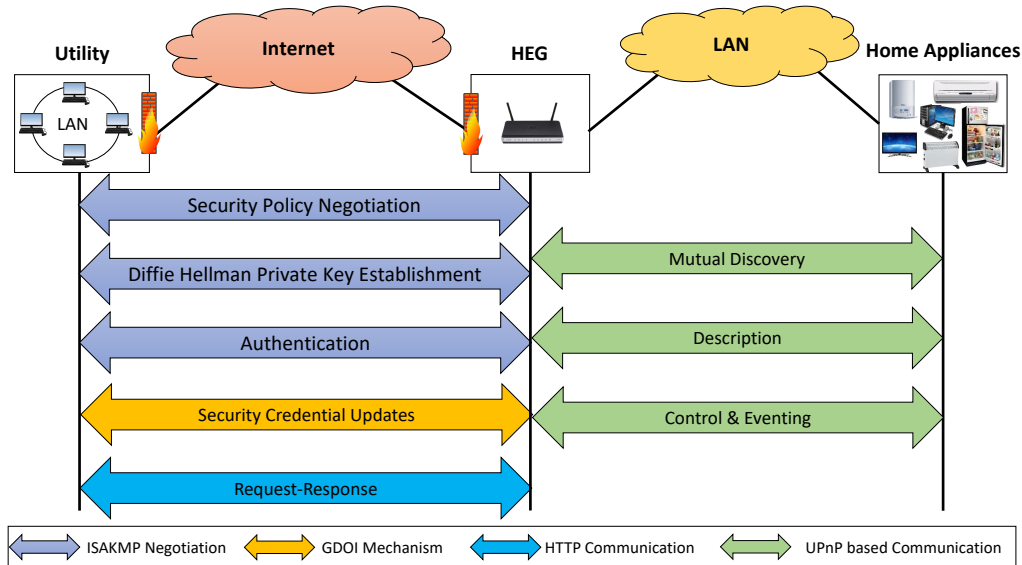 Utility
Internet
HEG
LAN
Home Appliances
LAN
Security Policy Negotiation
Mutual Discovery
Diffie Hellman Private Key Establishment
Description
Authentication
Security Credential Updates
Control & Eventing
Request-Response
ISAKMP Negotiation
GDOI Mechanism
HTTP Communication
UPnP based Communication